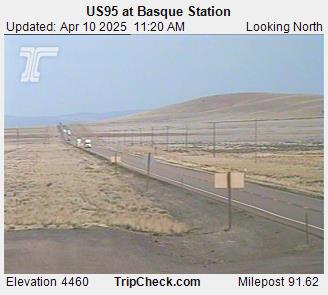 US95 at Basque Station
Updated: Apr 10 2025 11:20 AM Looking North
Elevation 4460 TripCheck.com Milepost 91.62